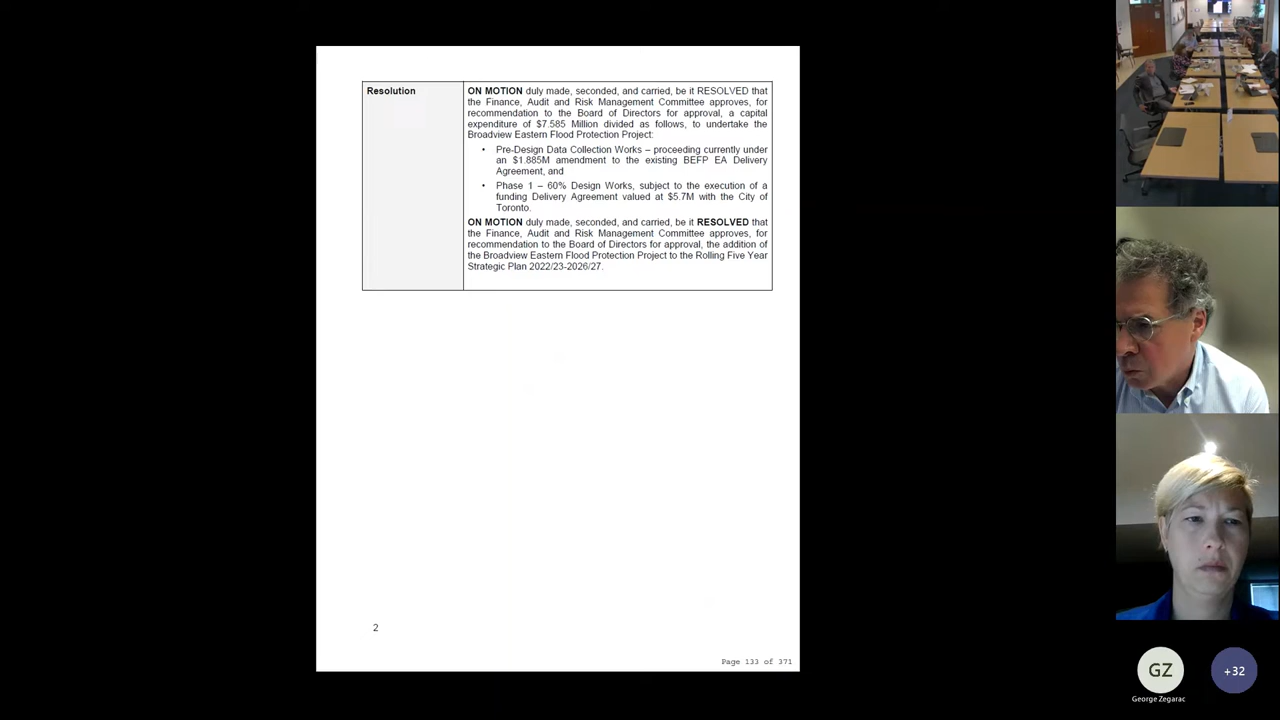 Resolution
ON MOTION duly made, seconded, and carried, be it RESOLVED that
the Finance, Audit and Risk Management Committee approves, for
recommendation to the Board of Directors for approval, a capital
expenditure of $7.585 Million divided as follows, to undertake the
Broadview Eastern Flood Protection Project:
• Pre-Design Data Collection Works – proceeding currently under
an $1.885M amendment to the existing BEFP EA Delivery
Agreement, and
• Phase 1 – 60% Design Works, subject to the execution of a
funding Delivery Agreement valued at $5.7M with the City of
Toronto.
ON MOTION duly made, seconded, and carried, be it RESOLVED that
the Finance, Audit and Risk Management Committee approves, for
recommendation to the Board of Directors for approval, the addition of
the Broadview Eastern Flood Protection Project to the Rolling Five Year
Strategic Plan 2022/23-2026/27.
2
Page 133 of 371
GZ
+32
George Zegarac